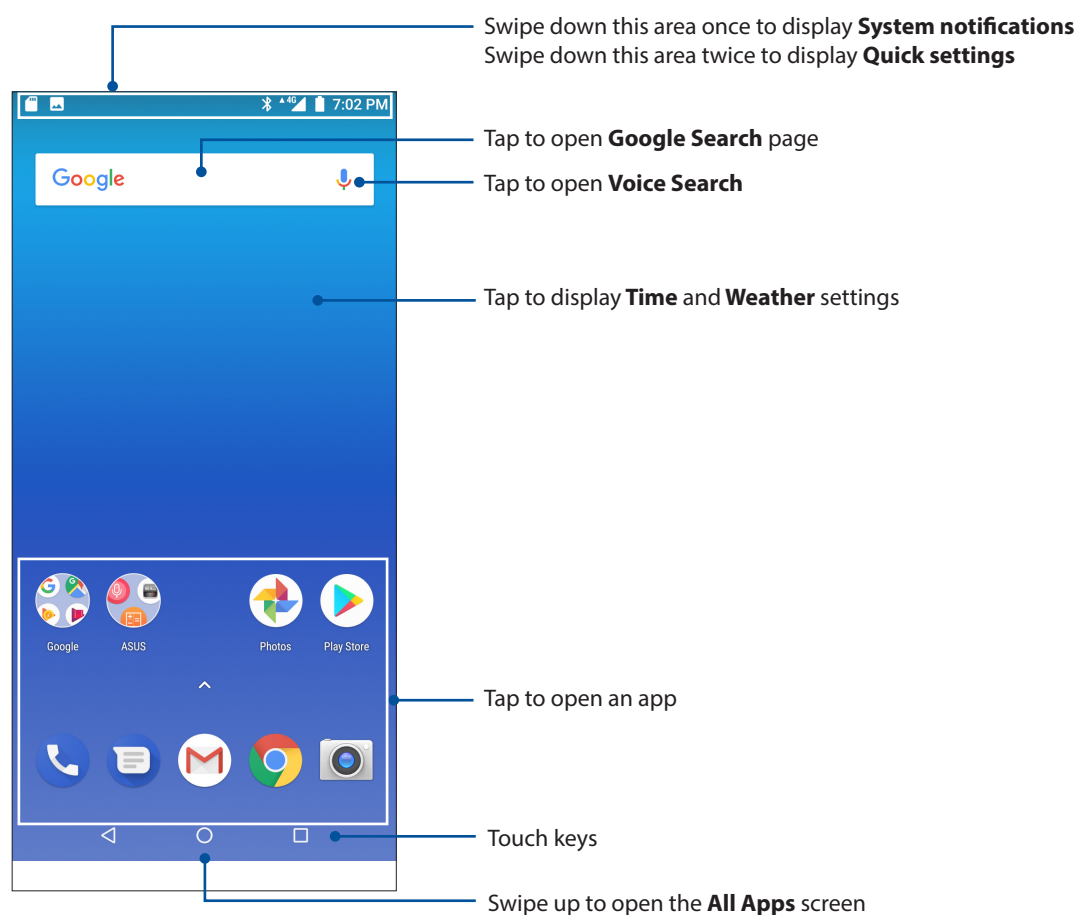 Swipe down this area once to display System notifications
Swipe down this area twice to display Quick settings
4G 7:02 PM
Tap to open Google Search page
Google
Tap to open Voice Search
Tap to display Time and Weather settings
Google ASUS Photos Play Store
Tap to open an app
Touch keys
Swipe up to open the All Apps screen